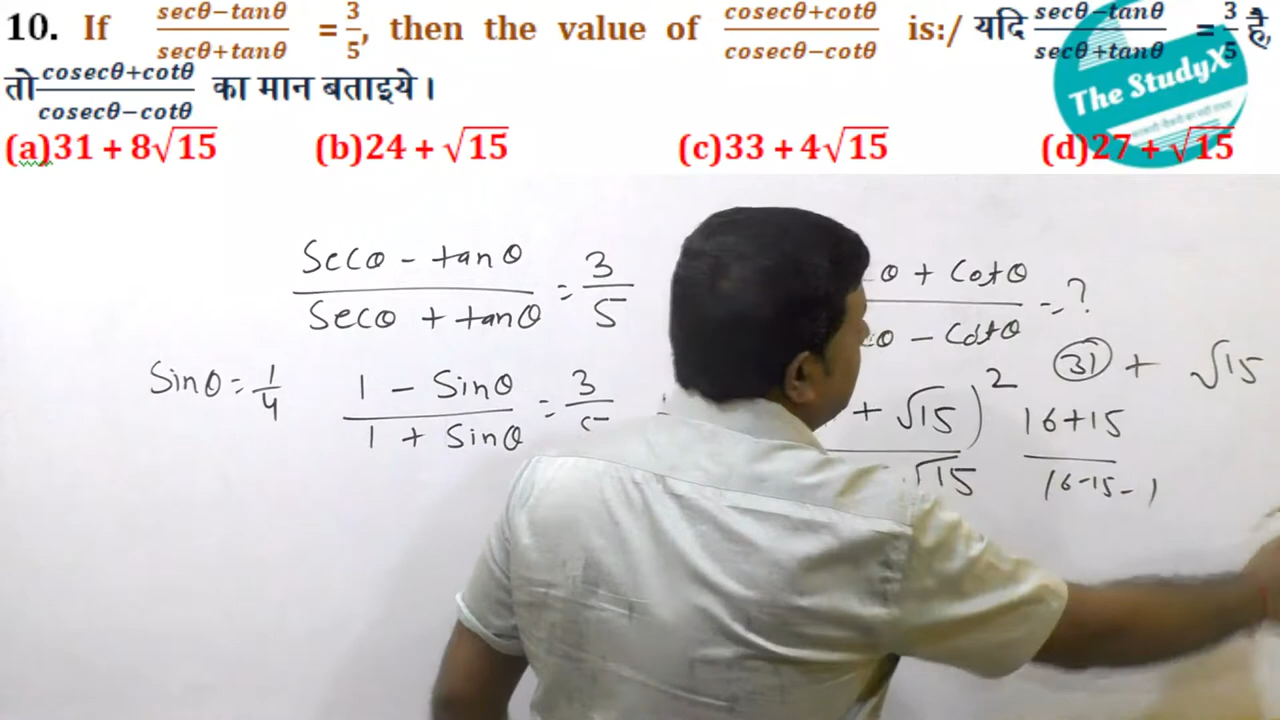 10. If secθ−tanθ/secθ+tanθ = 3/5, then the value of cosecθ+cotθ/cosecθ−cotθ is:/ यदि secθ−tanθ/secθ+tanθ = 3/5 है,
तो cosecθ+cotθ/cosecθ−cotθ का मान बताइये।
(a)31 + 8√15 (b)24 + √15 (c)33 + 4√15 (d)27 + √15
The StudyX
Secθ − tanθ/Secθ + tanθ = 3/5
θ + Cotθ/θ − Cotθ = ?
Sinθ = 1/4
1 − Sinθ/1 + Sinθ = 3/5
+ √15)²/√15
31 + √15
16+15/16-15-1